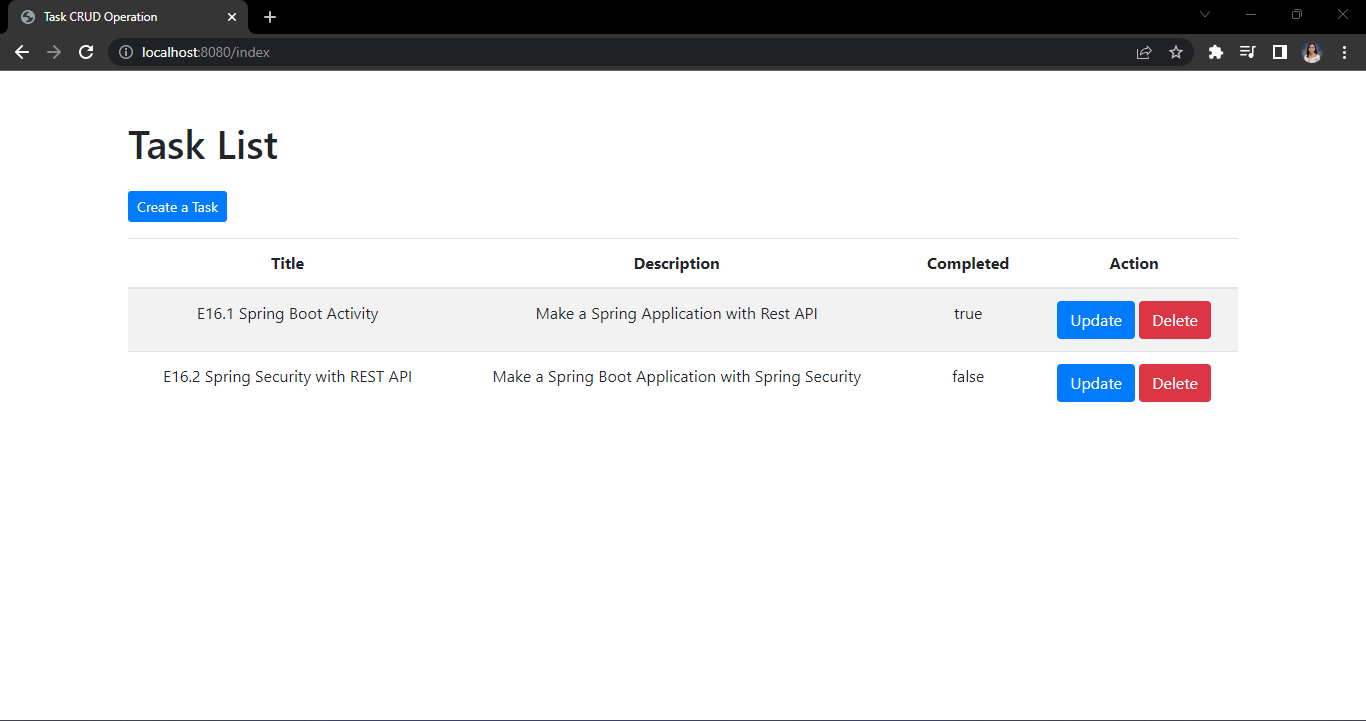 Task CRUD Operation
localhost:8080/index
Task List
Create a Task
Title Description Completed Action
E16.1 Spring Boot Activity Make a Spring Application with Rest API true Update Delete
E16.2 Spring Security with REST API Make a Spring Boot Application with Spring Security false Update Delete